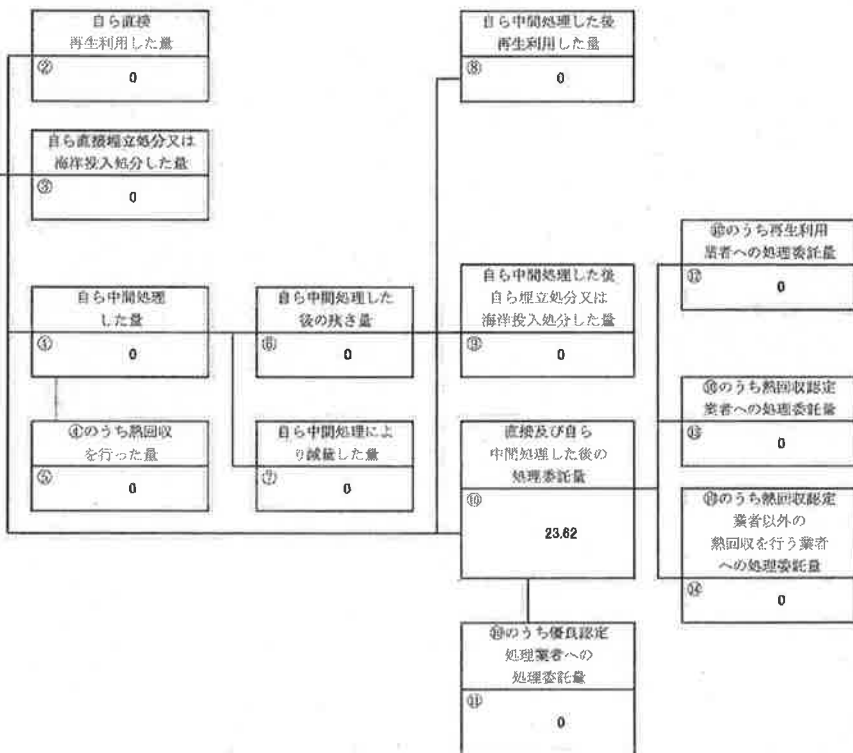 自ら直接
再生利用した量
②
0
自ら中間処理した後
再生利用した量
⑧
0
自ら直接埋立処分又は
海洋投入処分した量
③
0
⑩のうち再生利用
業者への処理委託量
⑫
0
自ら中間処理
した量
④
0
自ら中間処理した
後の残さ量
⑥
0
自ら中間処理した後
自ら埋立処分又は
海洋投入処分した量
⑨
0
⑩のうち熱回収認定
業者への処理委託量
⑬
0
④のうち熱回収
を行った量
⑤
0
自ら中間処理によ
り減量した量
⑦
0
直接及び自ら
中間処理した後の
処理委託量
⑩
23.62
⑩のうち熱回収認定
業者以外の
熱回収を行う業者
への処理委託量
⑭
0
⑩のうち優良認定
処理業者への
処理委託量
⑪
0